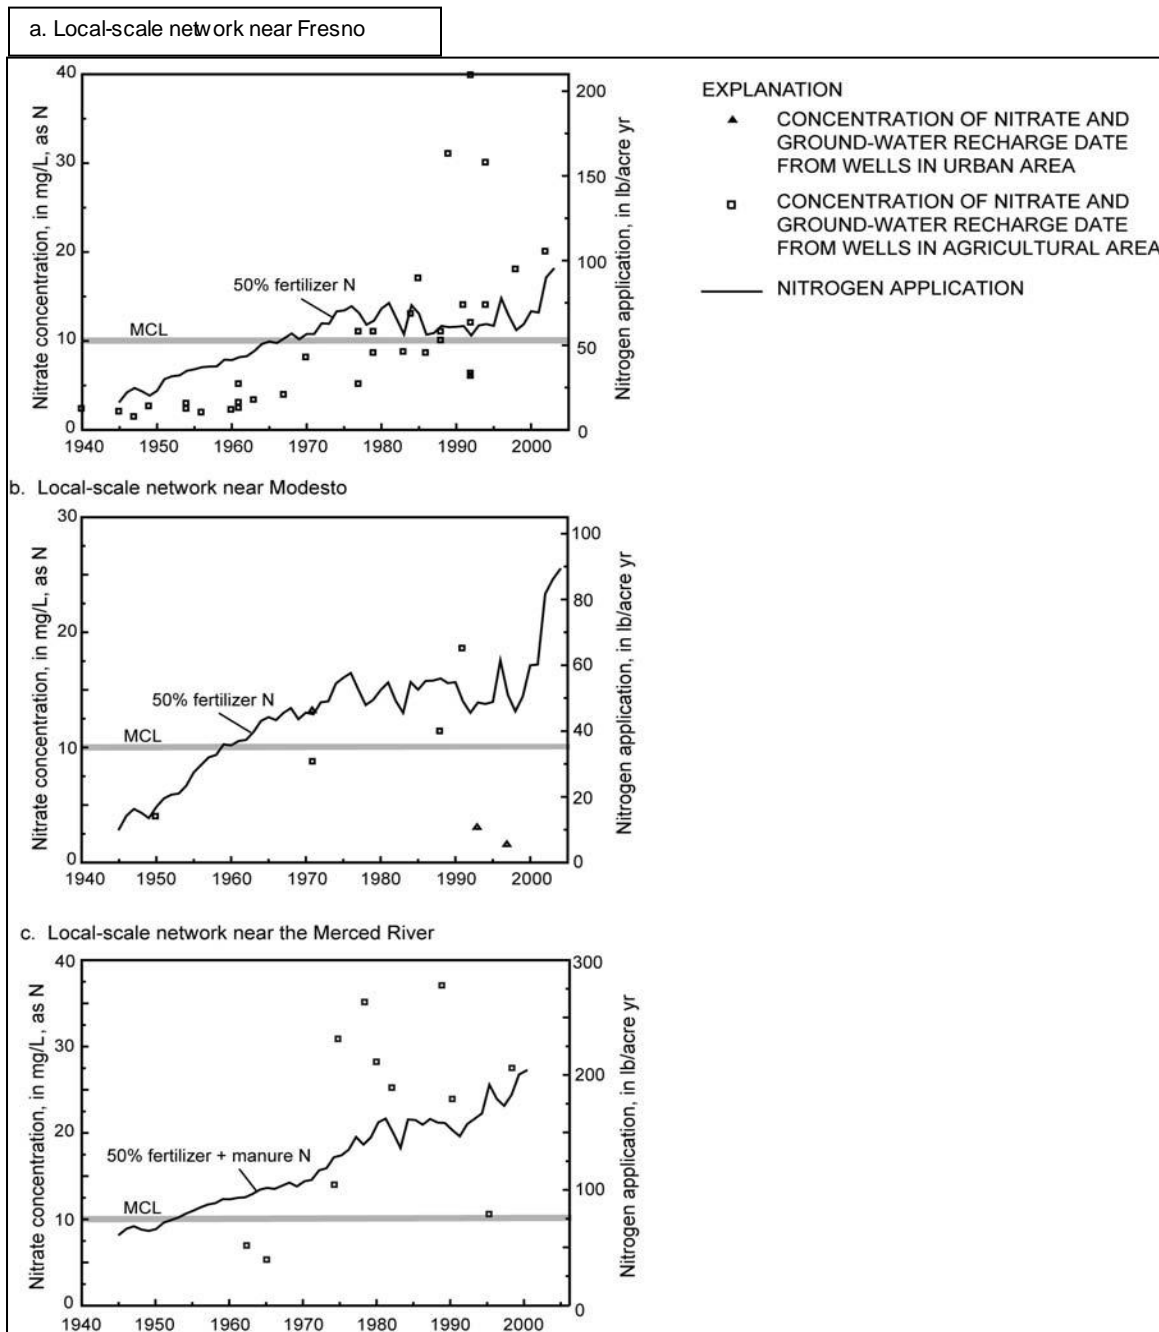 a. Local-scale network near Fresno
40
30
20
10
0
Nitrate concentration, in mg/L, as N
50% fertilizer N
MCL
200
150
100
50
0
Nitrogen application, in lb/acre yr
1940 1950 1960 1970 1980 1990 2000
EXPLANATION
CONCENTRATION OF NITRATE AND
GROUND-WATER RECHARGE DATE
FROM WELLS IN URBAN AREA
CONCENTRATION OF NITRATE AND
GROUND-WATER RECHARGE DATE
FROM WELLS IN AGRICULTURAL AREA
NITROGEN APPLICATION
b. Local-scale network near Modesto
30
20
10
0
Nitrate concentration, in mg/L, as N
50% fertilizer N
MCL
100
80
60
40
20
0
Nitrogen application, in lb/acre yr
1940 1950 1960 1970 1980 1990 2000
c. Local-scale network near the Merced River
40
30
20
10
0
Nitrate concentration, in mg/L, as N
50% fertilizer + manure N
MCL
300
200
100
0
Nitrogen application, in lb/acre yr
1940 1950 1960 1970 1980 1990 2000